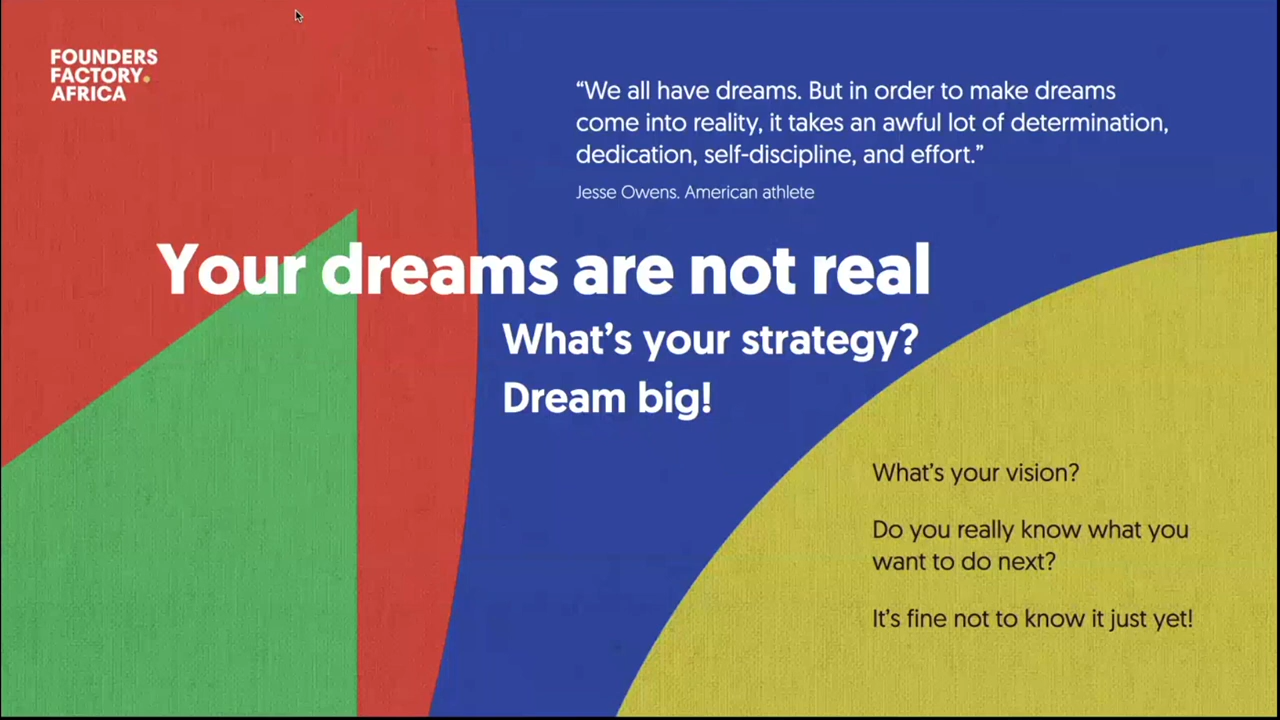 FOUNDERS
FACTORY.
AFRICA
“We all have dreams. But in order to make dreams
come into reality, it takes an awful lot of determination,
dedication, self-discipline, and effort.”
Jesse Owens. American athlete
Your dreams are not real
What’s your strategy?
Dream big!
What’s your vision?
Do you really know what you
want to do next?
It’s fine not to know it just yet!